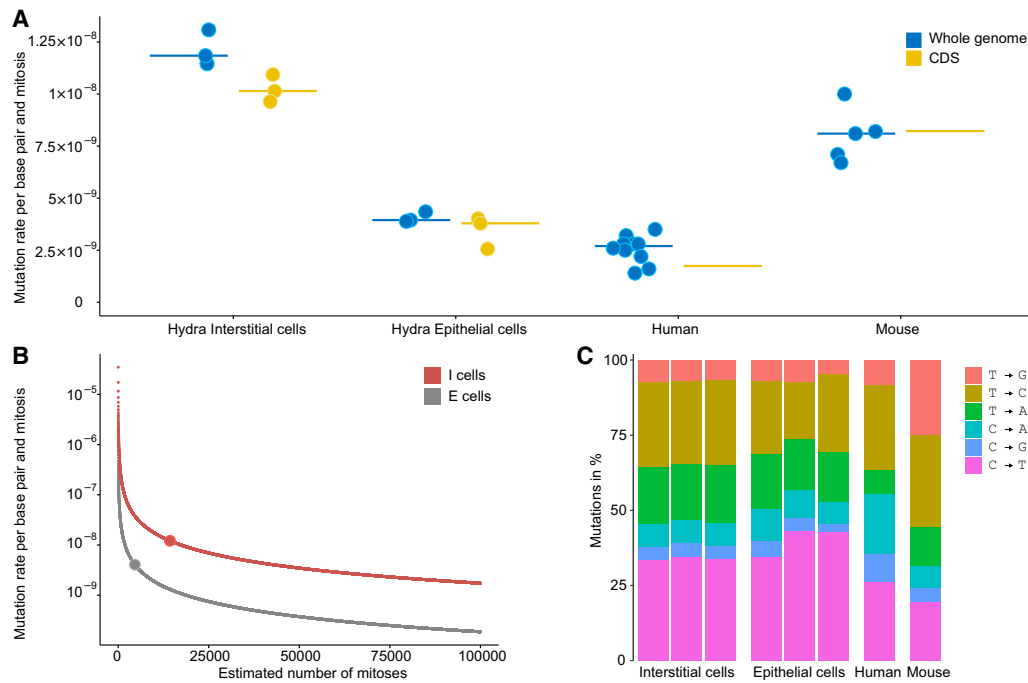 A
Mutation rate per base pair and mitosis
1.25×10⁻⁸
1×10⁻⁸
7.5×10⁻⁹
5×10⁻⁹
2.5×10⁻⁹
0
Whole genome
CDS
Hydra Interstitial cells
Hydra Epithelial cells
Human
Mouse
B
Mutation rate per base pair and mitosis
10⁻⁵
10⁻⁶
10⁻⁷
10⁻⁸
10⁻⁹
I cells
E cells
0
25000
50000
75000
100000
Estimated number of mitoses
C
Mutations in %
100
75
50
25
0
Interstitial cells
Epithelial cells
Human
Mouse
T → G
T → C
T → A
C → A
C → G
C → T